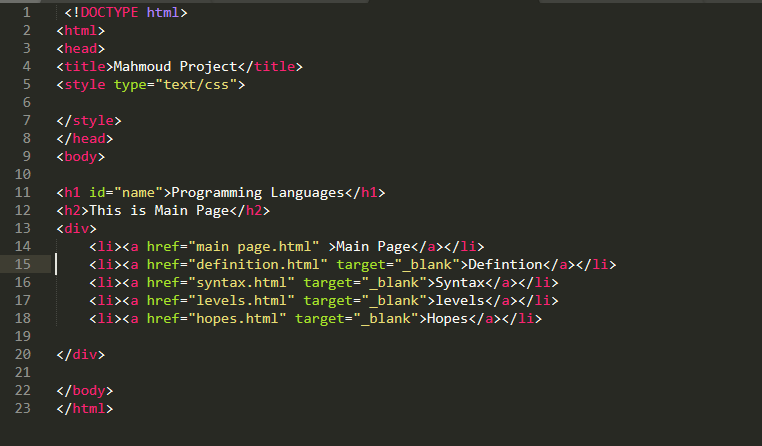 1 <!DOCTYPE html>
2 <html>
3 <head>
4 <title>Mahmoud Project</title>
5 <style type="text/css">
6
7 </style>
8 </head>
9 <body>
10
11 <h1 id="name">Programming Languages</h1>
12 <h2>This is Main Page</h2>
13 <div>
14     <li><a href="main page.html" >Main Page</a></li>
15     <li><a href="definition.html" target="_blank">Defintion</a></li>
16     <li><a href="syntax.html" target="_blank">Syntax</a></li>
17     <li><a href="levels.html" target="_blank">levels</a></li>
18     <li><a href="hopes.html" target="_blank">Hopes</a></li>
19
20 </div>
21
22 </body>
23 </html>